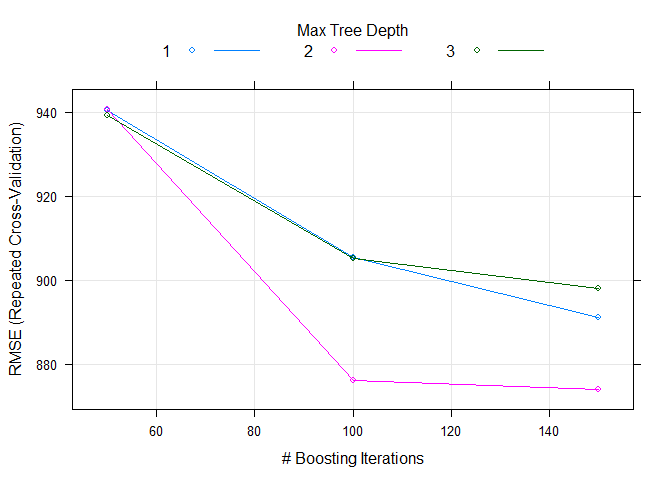 Max Tree Depth
1 2 3
RMSE (Repeated Cross-Validation)
940
920
900
880
60 80 100 120 140
# Boosting Iterations